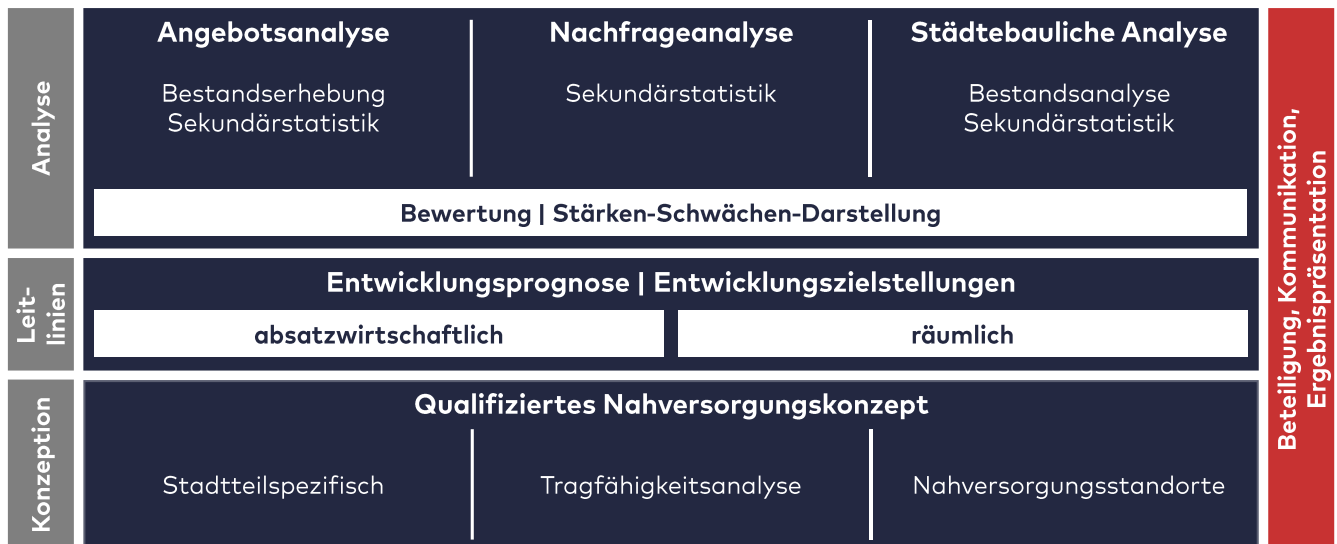 Analyse
Angebotsanalyse
Bestandserhebung
Sekundärstatistik
Nachfrageanalyse
Sekundärstatistik
Städtebauliche Analyse
Bestandsanalyse
Sekundärstatistik
Bewertung | Stärken-Schwächen-Darstellung
Leit-
linien
Entwicklungsprognose | Entwicklungszielstellungen
absatzwirtschaftlich
räumlich
Konzeption
Qualifiziertes Nahversorgungskonzept
Stadtteilspezifisch
Tragfähigkeitsanalyse
Nahversorgungsstandorte
Beteiligung, Kommunikation,
Ergebnispräsentation